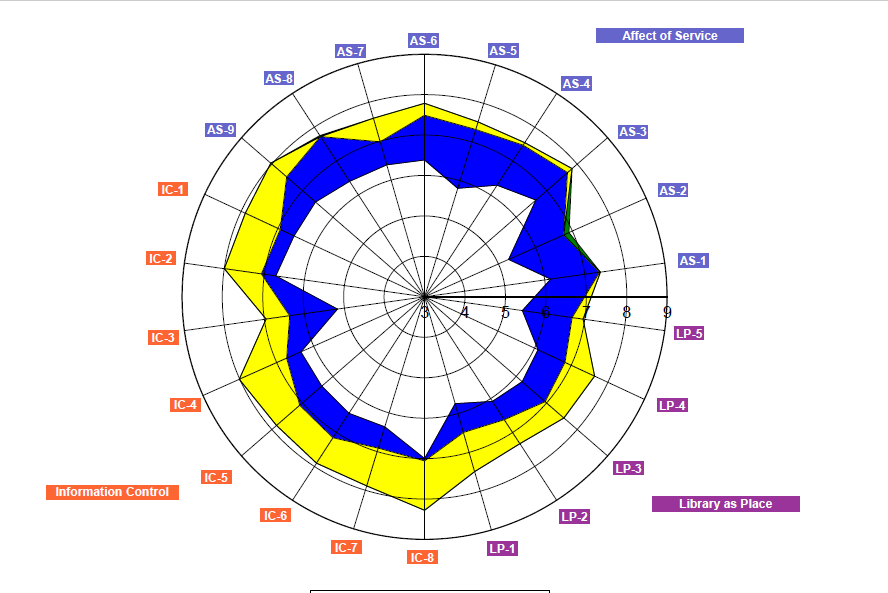 AS-6
Affect of Service
AS-7
AS-5
AS-8
AS-4
AS-9
AS-3
IC-1
AS-2
IC-2
AS-1
3 4 5 6 7 8 9
IC-3
LP-5
IC-4
LP-4
IC-5
LP-3
Information Control
Library as Place
IC-6
LP-2
IC-7
LP-1
IC-8